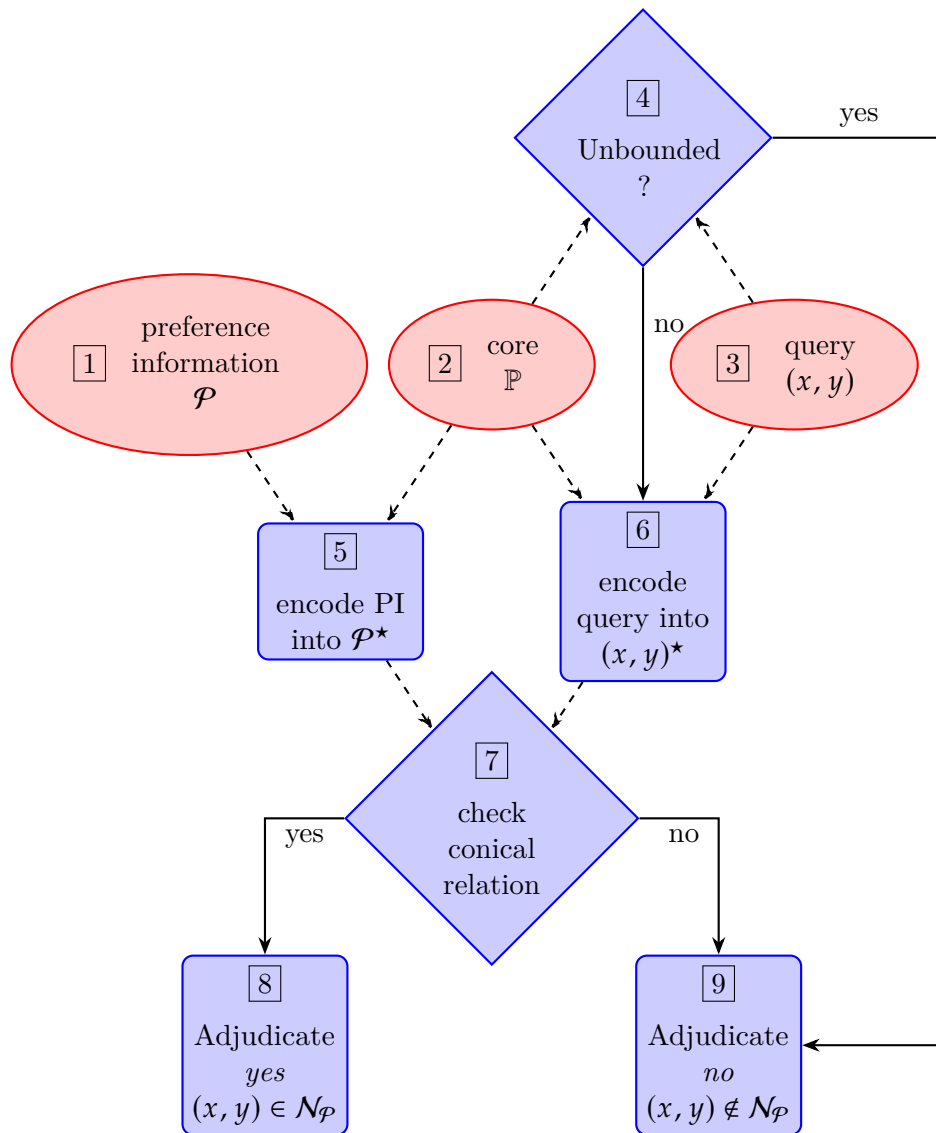 4
Unbounded
?
yes
1
preference
information
𝒫
2
core
ℙ
no
3
query
(x, y)
5
encode PI
into 𝒫★
6
encode
query into
(x, y)★
7
check
conical
relation
yes
no
8
Adjudicate
yes
(x, y) ∈ 𝒩𝒫
9
Adjudicate
no
(x, y) ∉ 𝒩𝒫